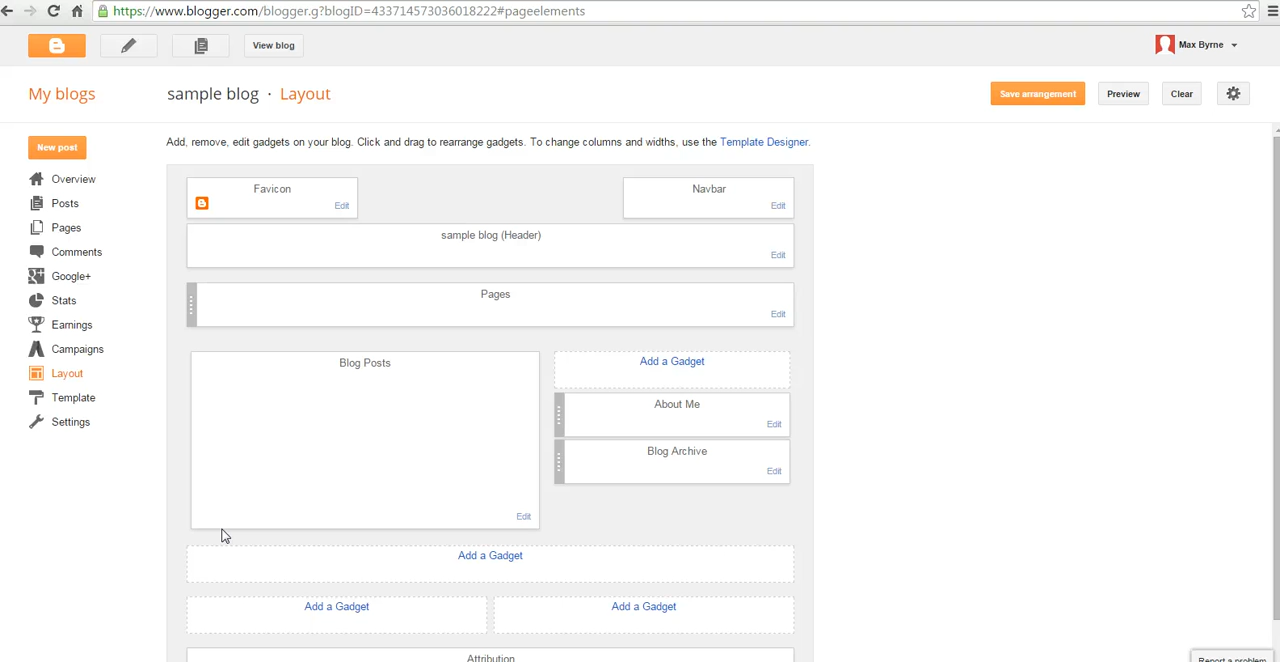 https://www.blogger.com/blogger.g?blogID=433714573036018222#pageelements
View blog
Max Byrne
My blogs
sample blog · Layout
Save arrangement
Preview
Clear
New post
Add, remove, edit gadgets on your blog. Click and drag to rearrange gadgets. To change columns and widths, use the Template Designer.
Overview
Posts
Pages
Comments
Google+
Stats
Earnings
Campaigns
Layout
Template
Settings
Favicon
Edit
Navbar
Edit
sample blog (Header)
Edit
Pages
Edit
Blog Posts
Edit
Add a Gadget
About Me
Edit
Blog Archive
Edit
Add a Gadget
Add a Gadget
Add a Gadget
Attribution
Report a problem